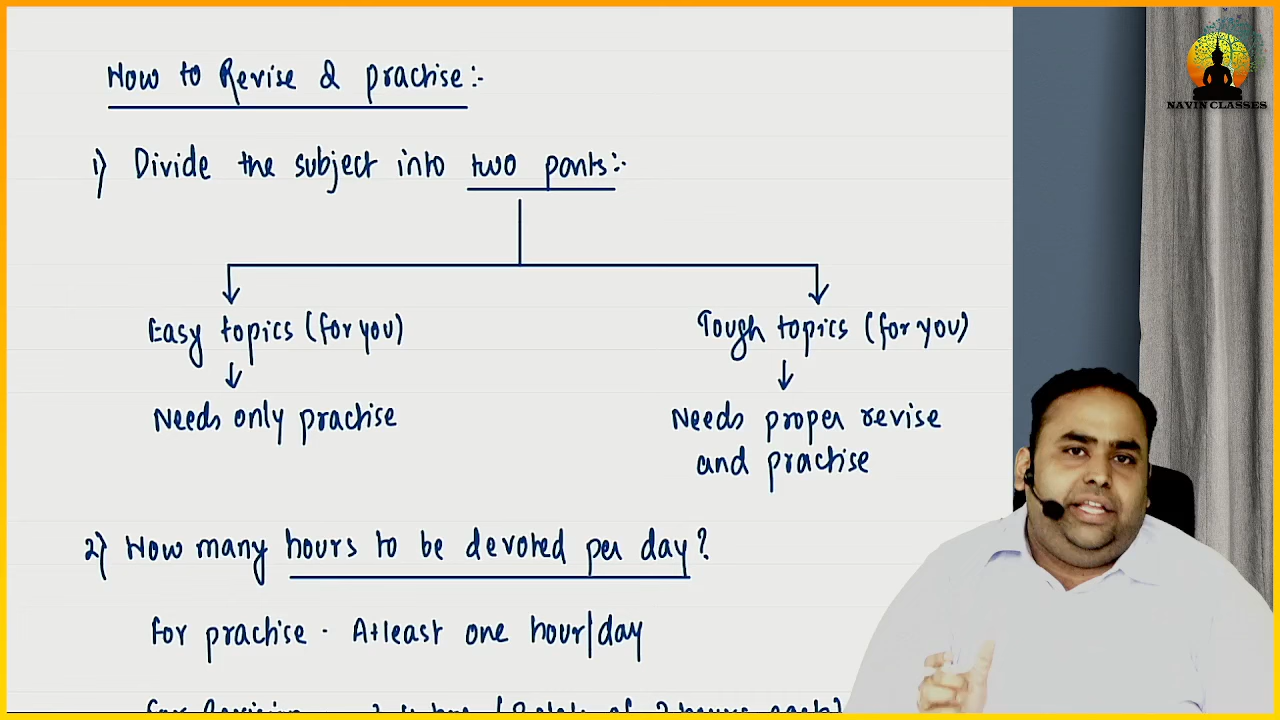 How to Revise & practise:-
NAVIN CLASSES
1) Divide the subject into two parts:-
Easy topics (for you)
Tough topics (for you)
Needs only practise
Needs proper revise
and practise
2) How many hours to be devoted per day?
For practise - Atleast one hour/day